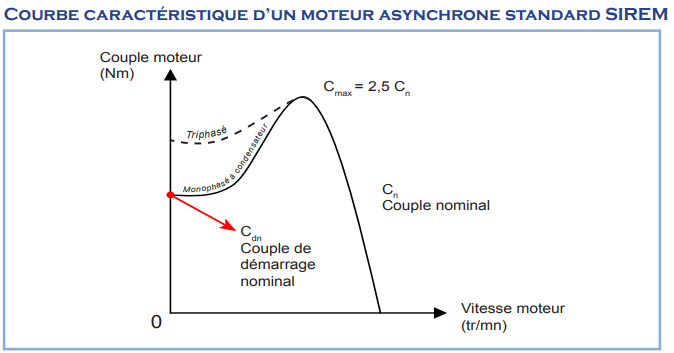 COURBE CARACTÉRISTIQUE D'UN MOTEUR ASYNCHRONE STANDARD SIREM
Couple moteur
(Nm)
Cmax = 2,5 Cn
Triphasé
Monophasé à condensateur
Cn
Couple nominal
Cdn
Couple de
démarrage
nominal
0
Vitesse moteur
(tr/mn)